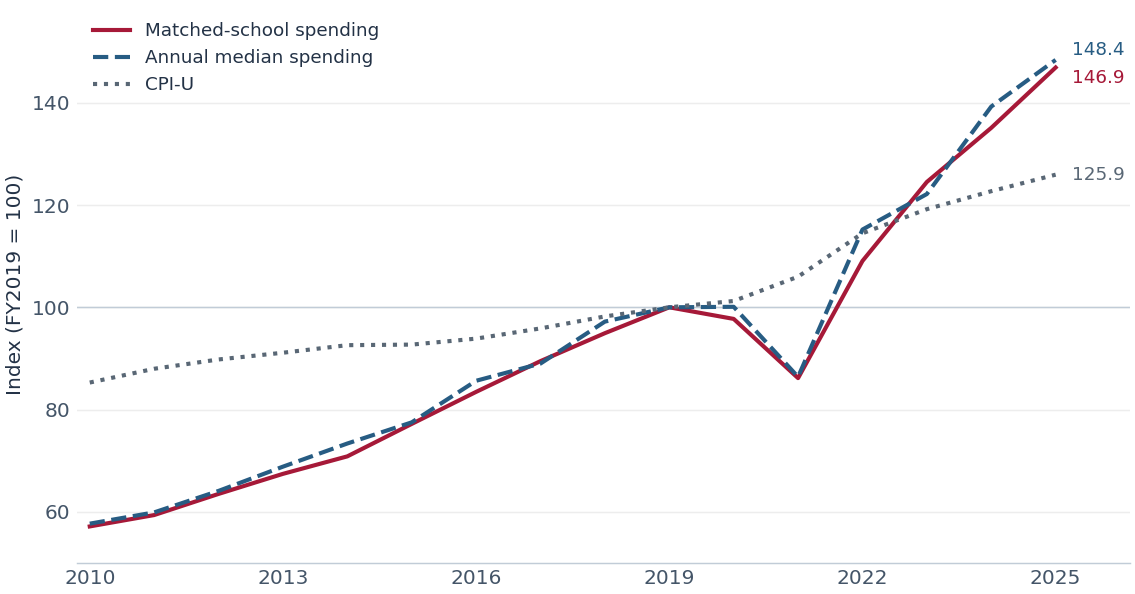 Matched-school spending
Annual median spending
CPI-U
148.4
146.9
125.9
Index (FY2019 = 100)
140
120
100
80
60
2010 2013 2016 2019 2022 2025